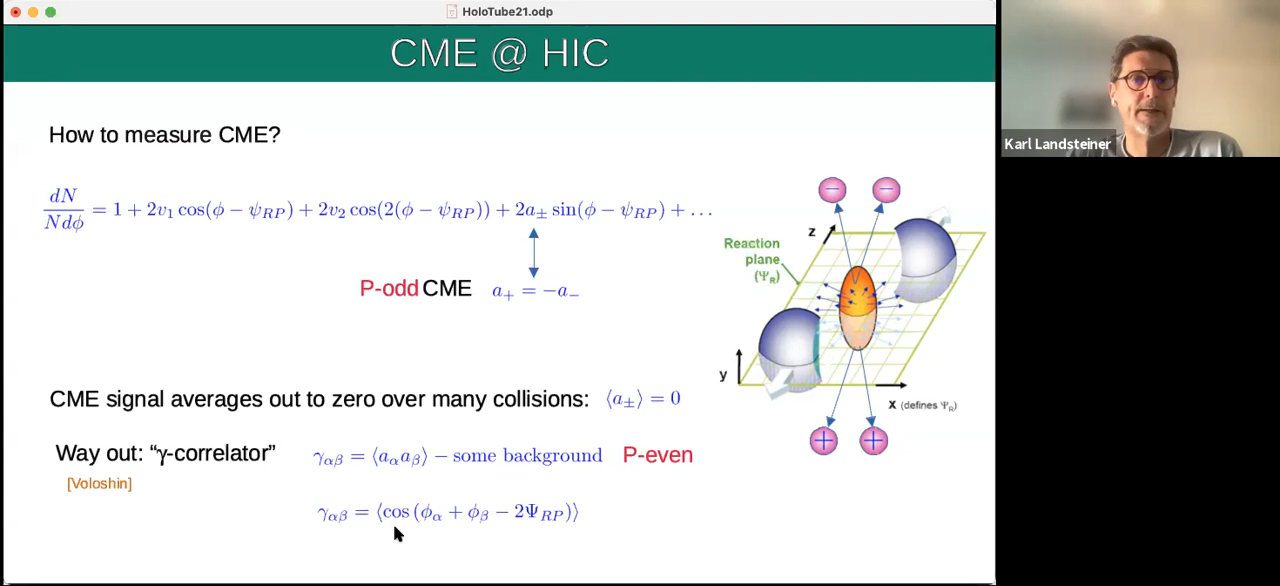 HoloTube21.odp
CME @ HIC
Karl Landsteiner
How to measure CME?
dN/Ndϕ = 1 + 2v₁ cos(ϕ − ψ_RP) + 2v₂ cos(2(ϕ − ψ_RP)) + 2a± sin(ϕ − ψ_RP) + …
P-odd CME a₊ = −a₋
CME signal averages out to zero over many collisions: ⟨a±⟩ = 0
Way out: “γ-correlator” γ_αβ = ⟨a_α a_β⟩ − some background P-even
[Voloshin]
γ_αβ = ⟨cos (ϕ_α + ϕ_β − 2Ψ_RP)⟩
− −
z
Reaction
plane
(Ψ_R)
y
x (defines Ψ_R)
+ +